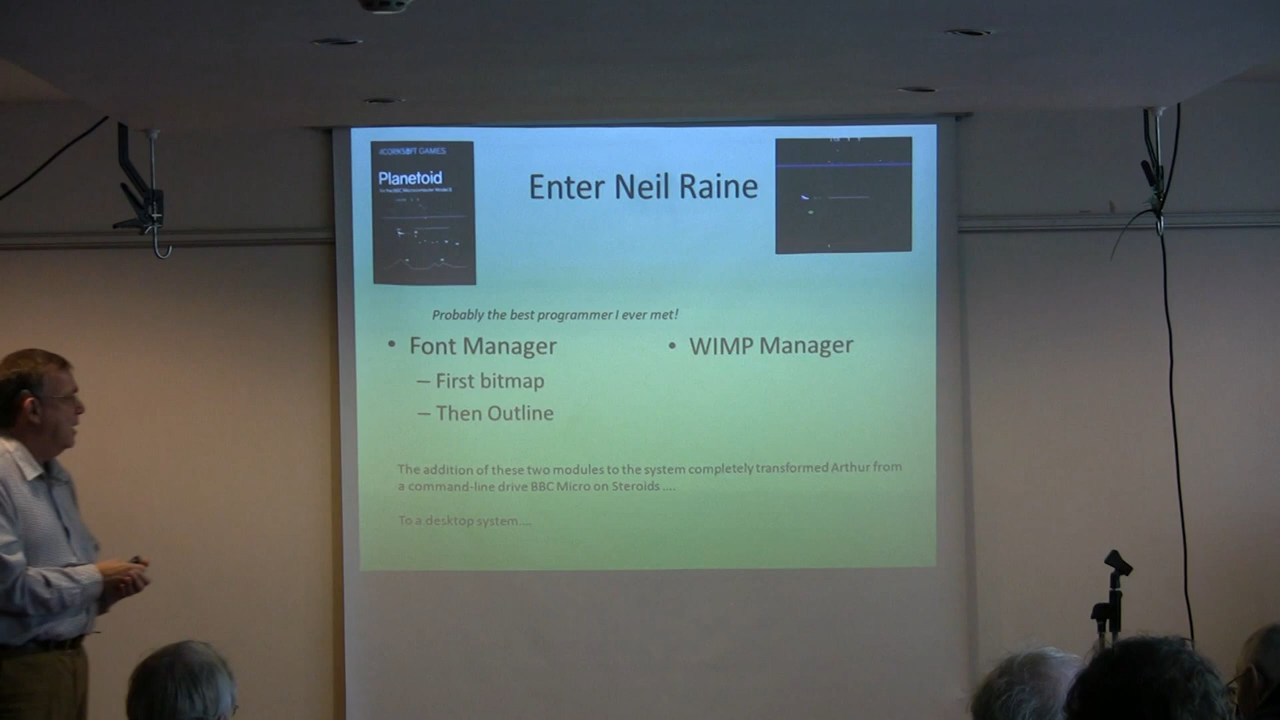 ACORNSOFT GAMES
Planetoid
Enter Neil Raine
Probably the best programmer I ever met!
• Font Manager
– First bitmap
– Then Outline
• WIMP Manager
The addition of these two modules to the system completely transformed Arthur from
a command-line drive BBC Micro on Steroids ....
To a desktop system....